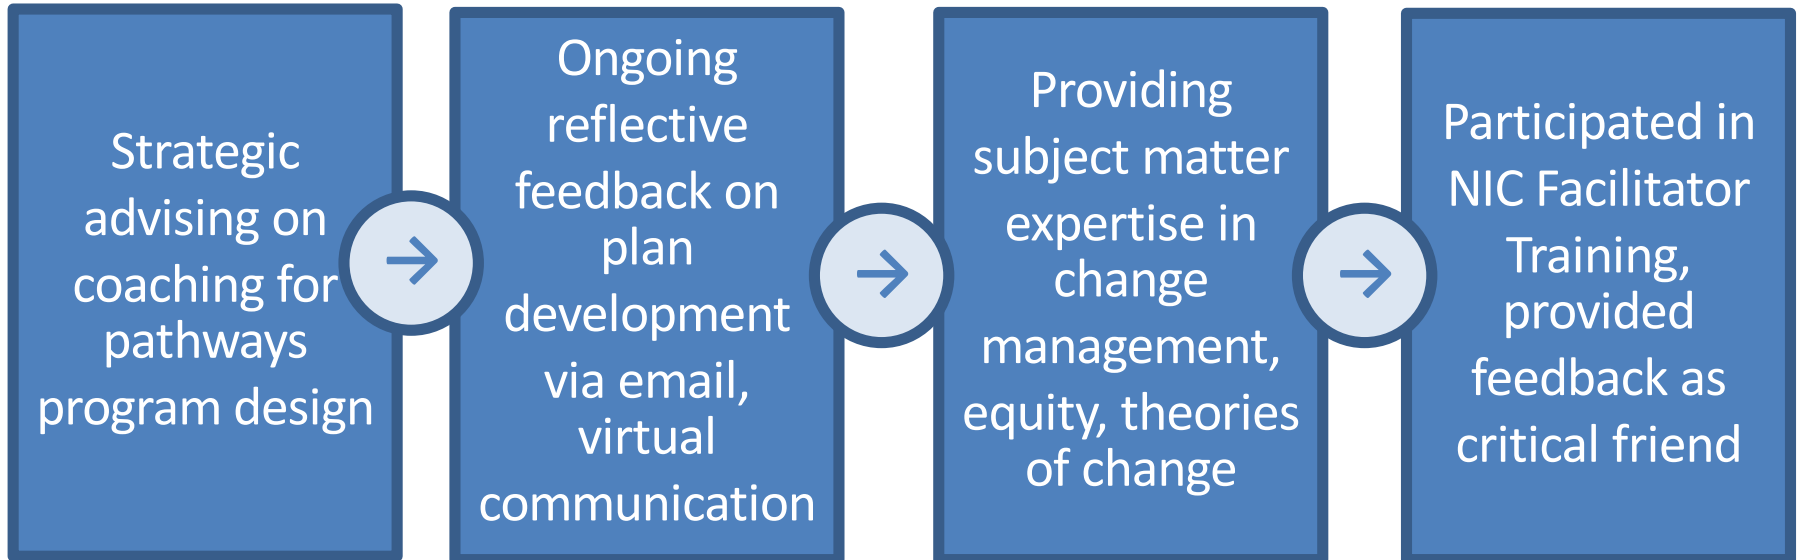 Strategic
advising on
coaching for
pathways
program design
Ongoing
reflective
feedback on
plan
development
via email,
virtual
communication
Providing
subject matter
expertise in
change
management,
equity, theories
of change
Participated in
NIC Facilitator
Training,
provided
feedback as
critical friend